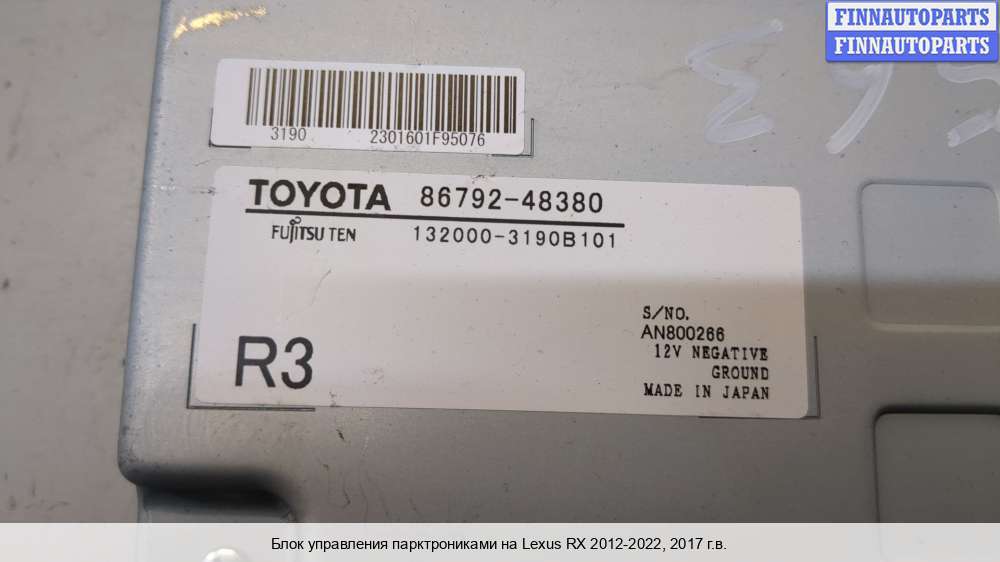 FINNAUTOPARTS
FINNAUTOPARTS
3190 2301601F95076
TOYOTA 86792-48380
FUJITSU TEN 132000-3190B101
R3
S/NO.
AN800266
12V NEGATIVE
GROUND
MADE IN JAPAN
Блок управления парктрониками на Lexus RX 2012-2022, 2017 г.в.